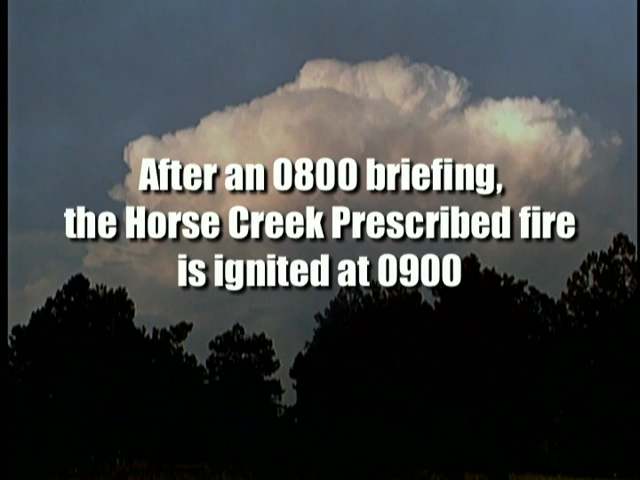 After an 0800 briefing,
the Horse Creek Prescribed fire
is ignited at 0900